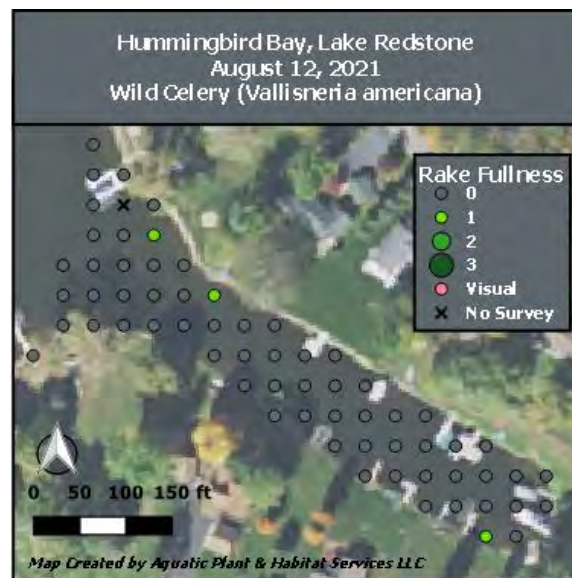 Hummingbird Bay, Lake Redstone
August 12, 2021
Wild Celery (Vallisneria americana)
Rake Fullness
0
1
2
3
Visual
No Survey
0 50 100 150 ft
Map Created by Aquatic Plant & Habitat Services LLC